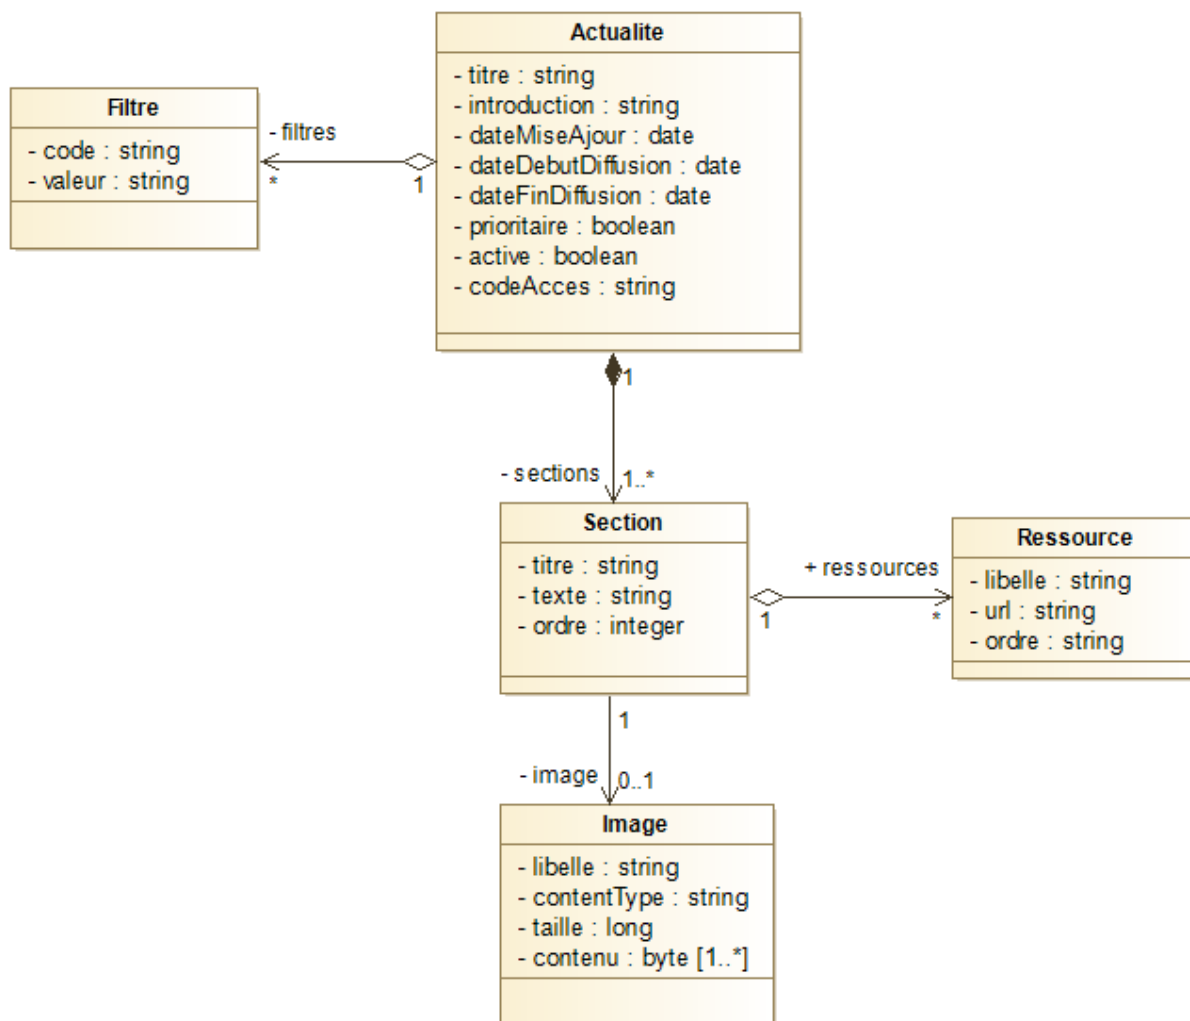 Actualite
- titre : string
- introduction : string
- dateMiseAjour : date
- dateDebutDiffusion : date
- dateFinDiffusion : date
- prioritaire : boolean
- active : boolean
- codeAcces : string
Filtre
- code : string
- valeur : string
- filtres
*
1
1
- sections
1..*
Section
- titre : string
- texte : string
- ordre : integer
+ ressources
1
*
Ressource
- libelle : string
- url : string
- ordre : string
1
- image
0..1
Image
- libelle : string
- contentType : string
- taille : long
- contenu : byte [1..*]